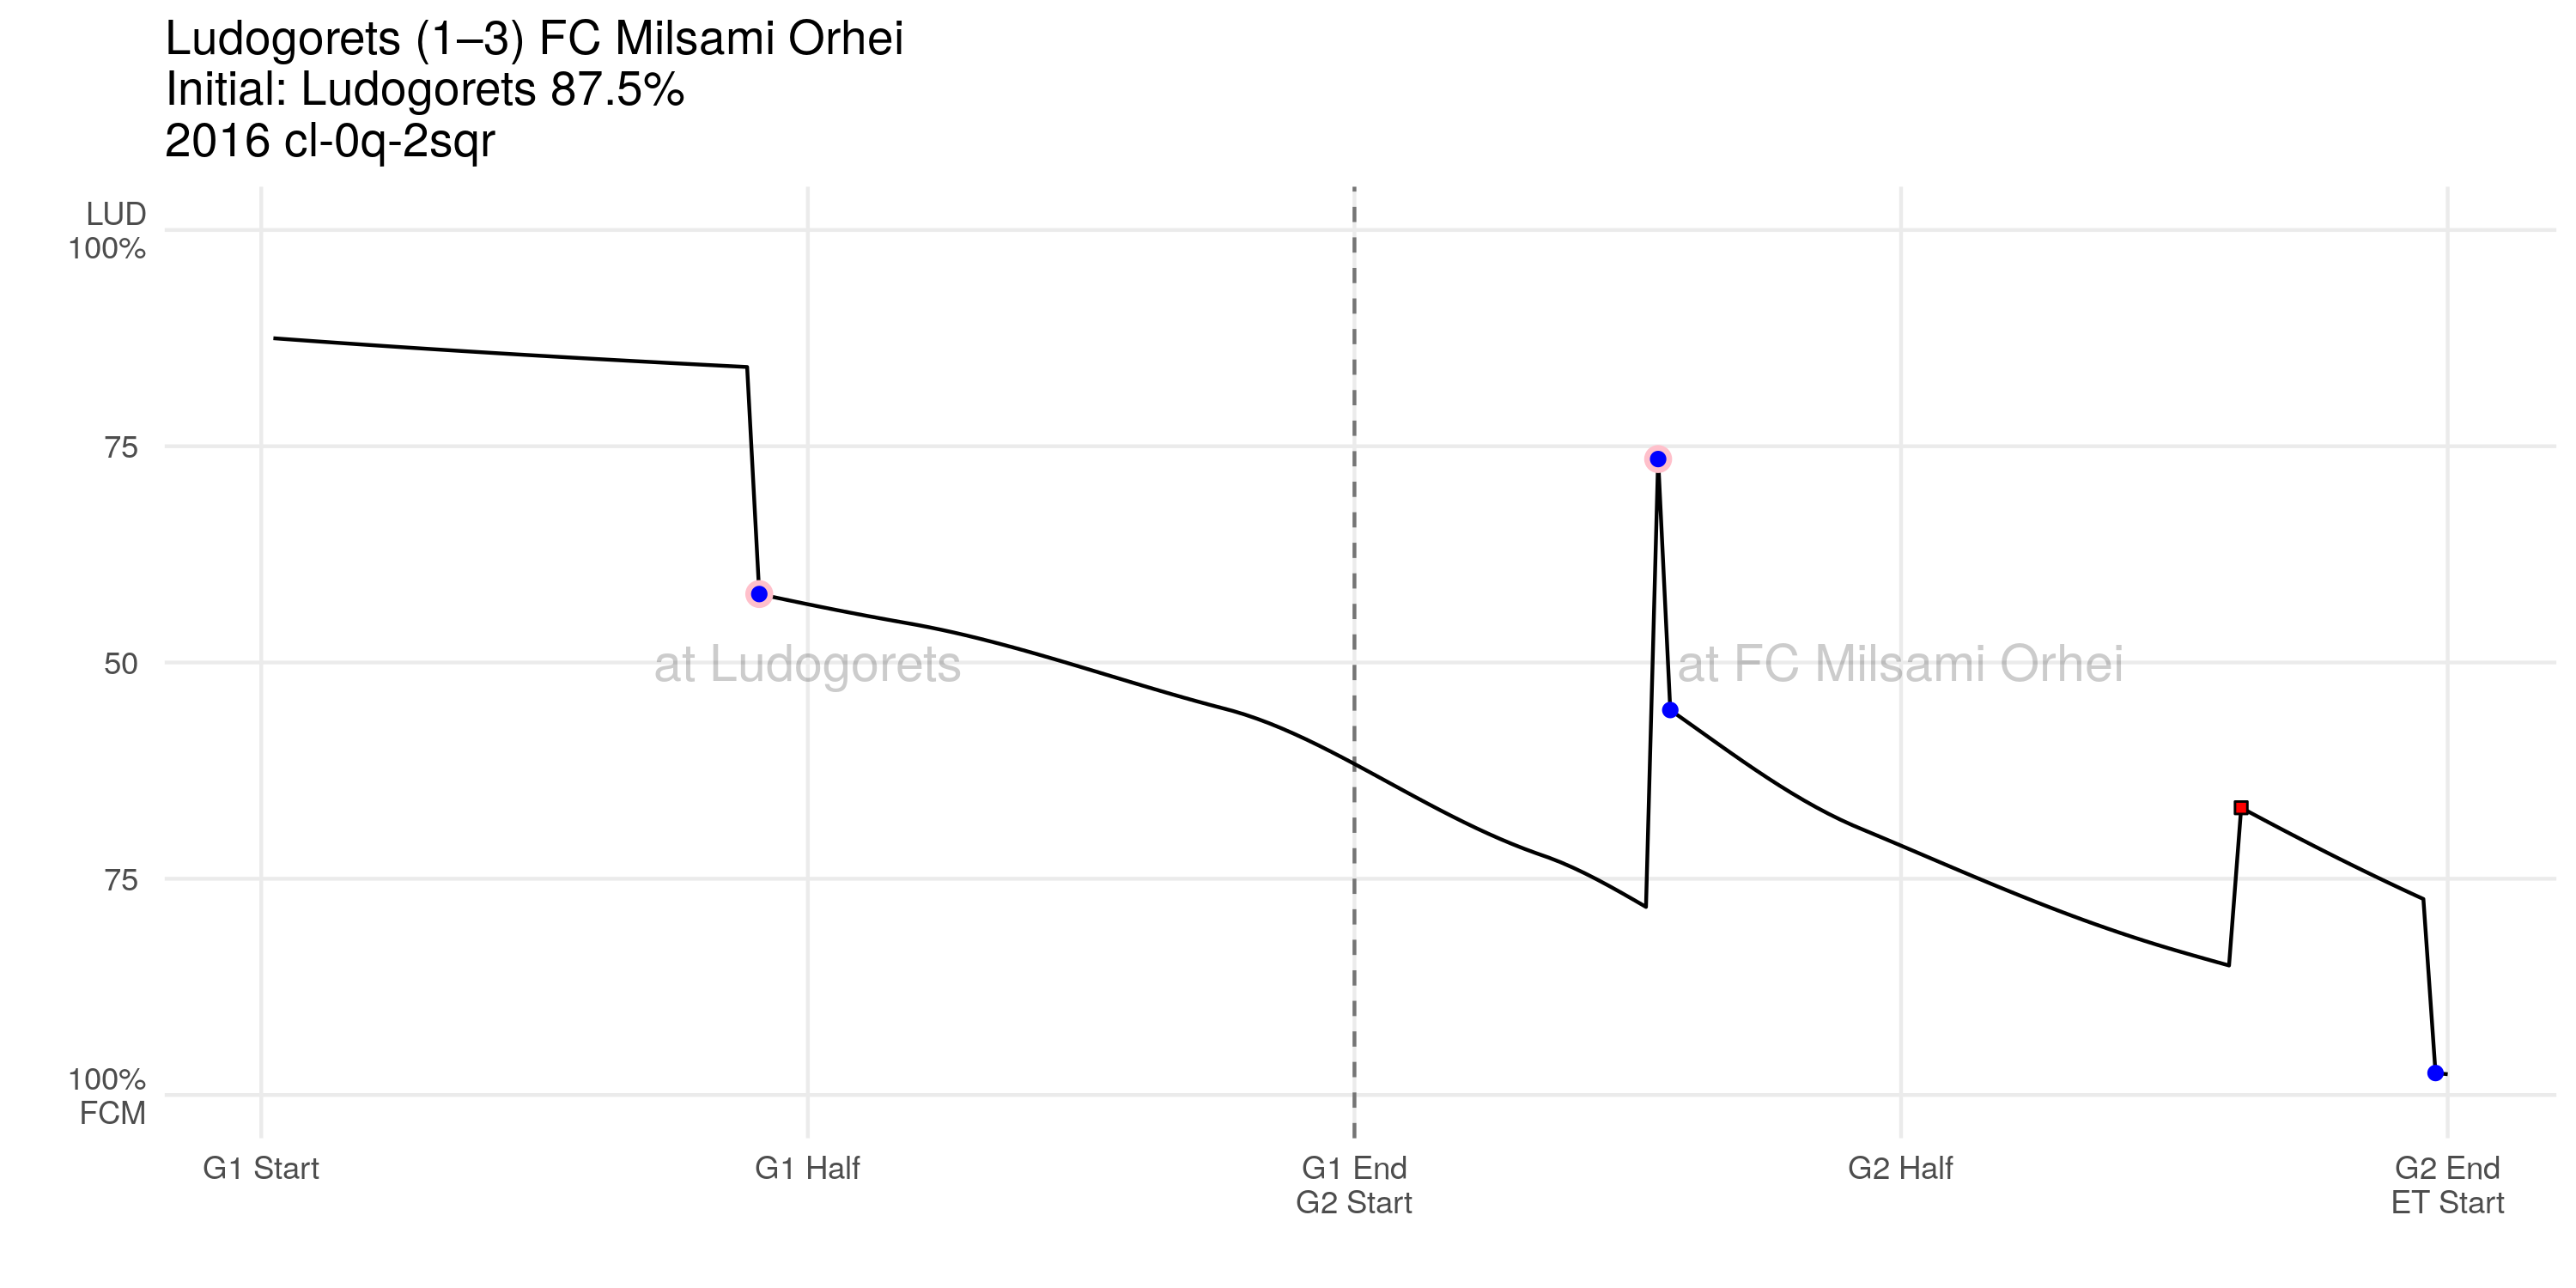 Ludogorets (1–3) FC Milsami Orhei
Initial: Ludogorets 87.5%
2016 cl-0q-2sqr
LUD
100%
75
50
at Ludogorets
at FC Milsami Orhei
75
100%
FCM
G1 Start
G1 Half
G1 End
G2 Start
G2 Half
G2 End
ET Start